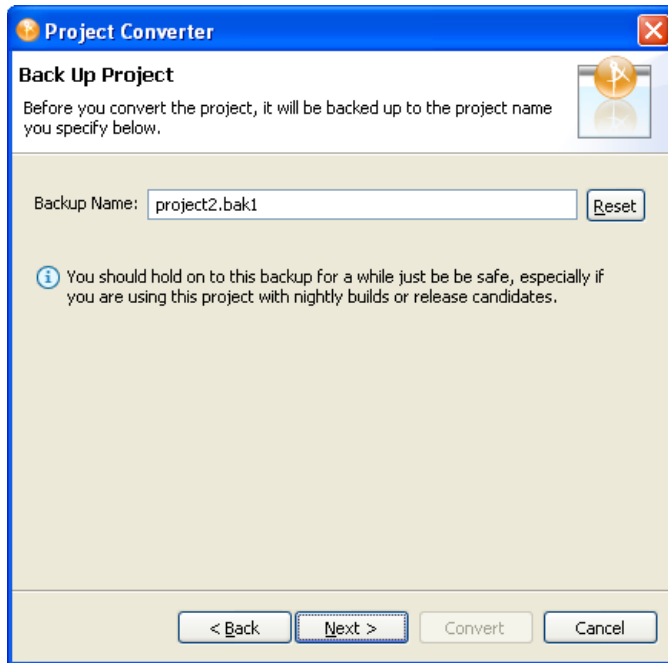 Project Converter
Back Up Project
Before you convert the project, it will be backed up to the project name
you specify below.
Backup Name: project2.bak1 Reset
You should hold on to this backup for a while just be be safe, especially if
you are using this project with nightly builds or release candidates.
< Back Next > Convert Cancel